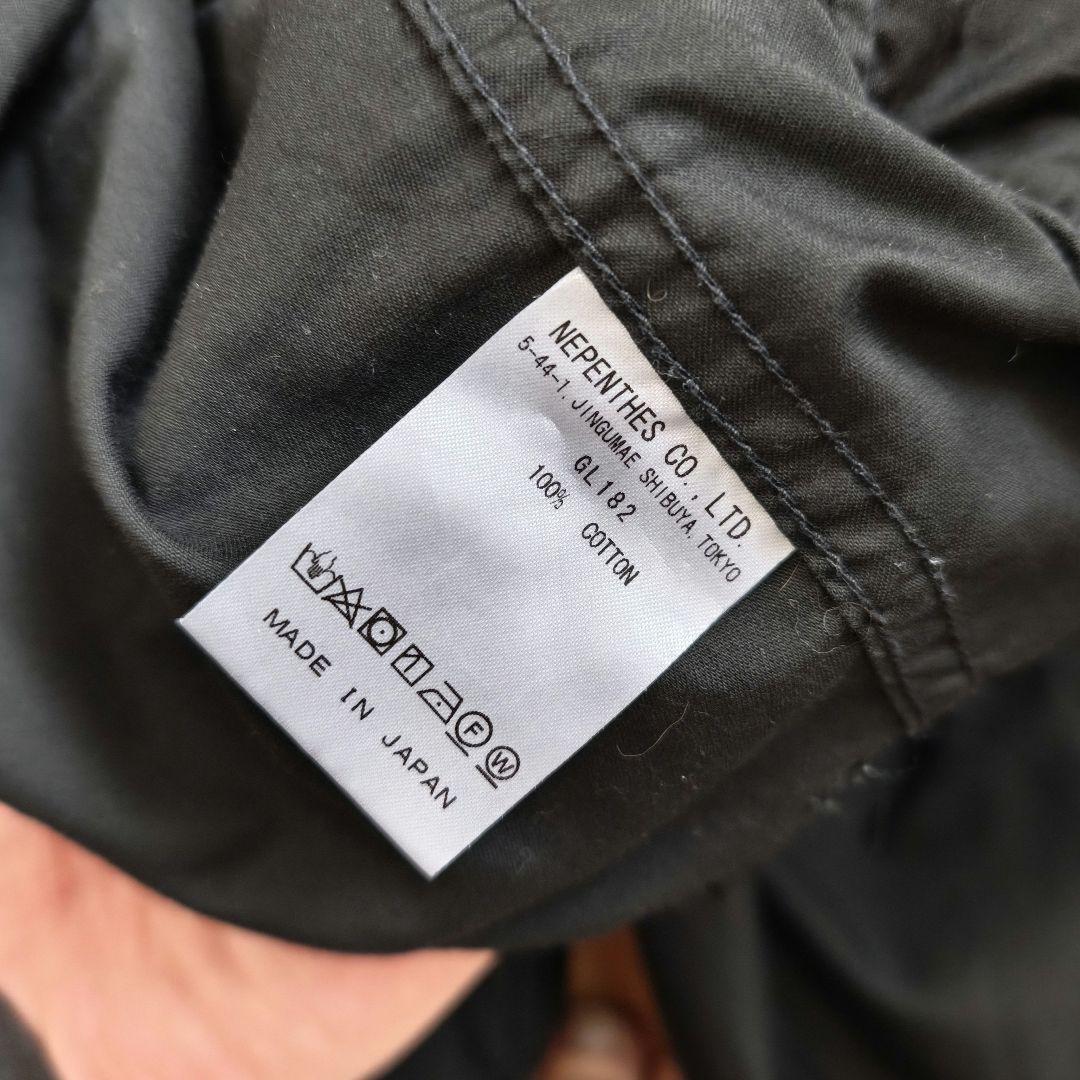 NEPENTHES CO., LTD.
5-44-1, JINGUMAE SHIBUYA, TOKYO
GL182
100% COTTON
F W
MADE IN JAPAN